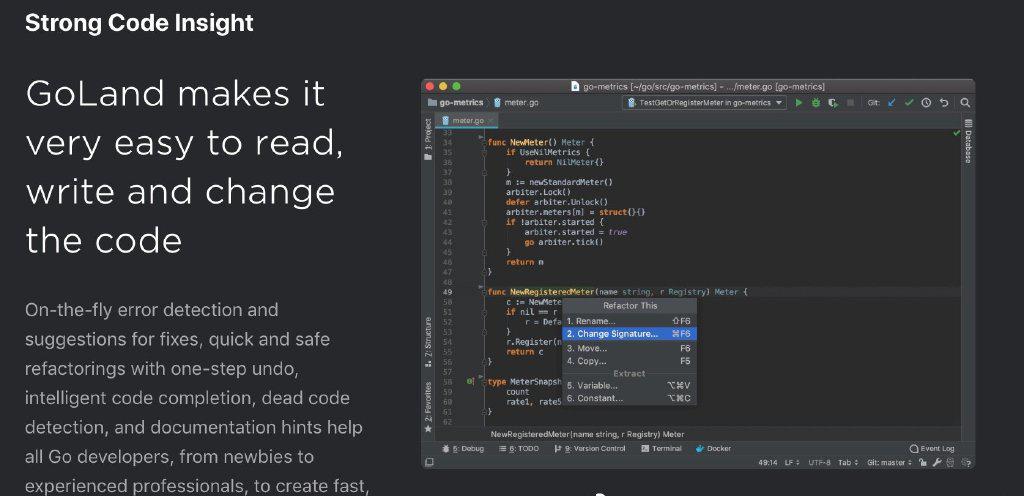 Strong Code Insight
GoLand makes it
very easy to read,
write and change
the code
On-the-fly error detection and
suggestions for fixes, quick and safe
refactorings with one-step undo,
intelligent code completion, dead code
detection, and documentation hints help
all Go developers, from newbies to
experienced professionals, to create fast,
go-metrics [~/go/src/go-metrics] - .../meter.go [go-metrics]
go-metrics meter.go TestGetOrRegisterMeter in go-metrics Git:
meter.go
1: Project
Database
33
34 func NewMeter() Meter {
35 if UseNilMetrics {
36 return NilMeter{}
37 }
38 m := newStandardMeter()
39 arbiter.Lock()
40 defer arbiter.Unlock()
41 arbiter.meters[m] = struct{}{}
42 if !arbiter.started {
43 arbiter.started = true
44 go arbiter.tick()
45 }
46 return m
47 }
48
49 func NewRegisteredMeter(name string, r Registry) Meter {
50 c := NewMete
51 if nil == r
52 r = Defa
53 }
54 r.Register(n
55 return c
56 }
57
58 type MeterSnapsh
59 count
60 rate1, rate5
61 }
62
Refactor This
1. Rename... ⇧F6
2. Change Signature... ⌘F6
3. Move... F6
4. Copy... F5
Extract
5. Variable... ⌥⌘V
6. Constant... ⌥⌘C
7: Structure
2: Favorites
NewRegisteredMeter(name string, r Registry) Meter
5: Debug 6: TODO 9: Version Control Terminal Docker Event Log
49:14 LF UTF-8 Tab Git: master